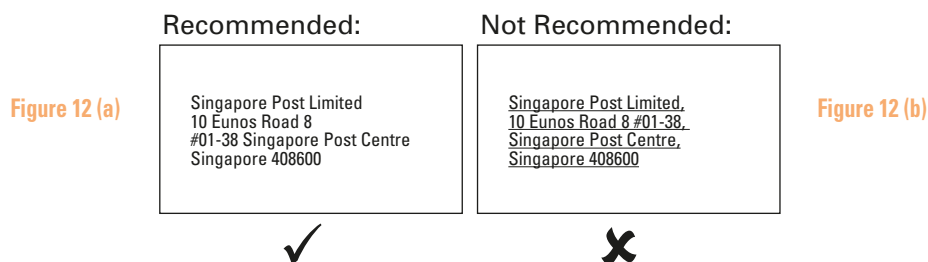 Recommended:
Not Recommended:
Figure 12 (a)
Singapore Post Limited
10 Eunos Road 8
#01-38 Singapore Post Centre
Singapore 408600
Singapore Post Limited,
10 Eunos Road 8 #01-38,
Singapore Post Centre,
Singapore 408600
Figure 12 (b)